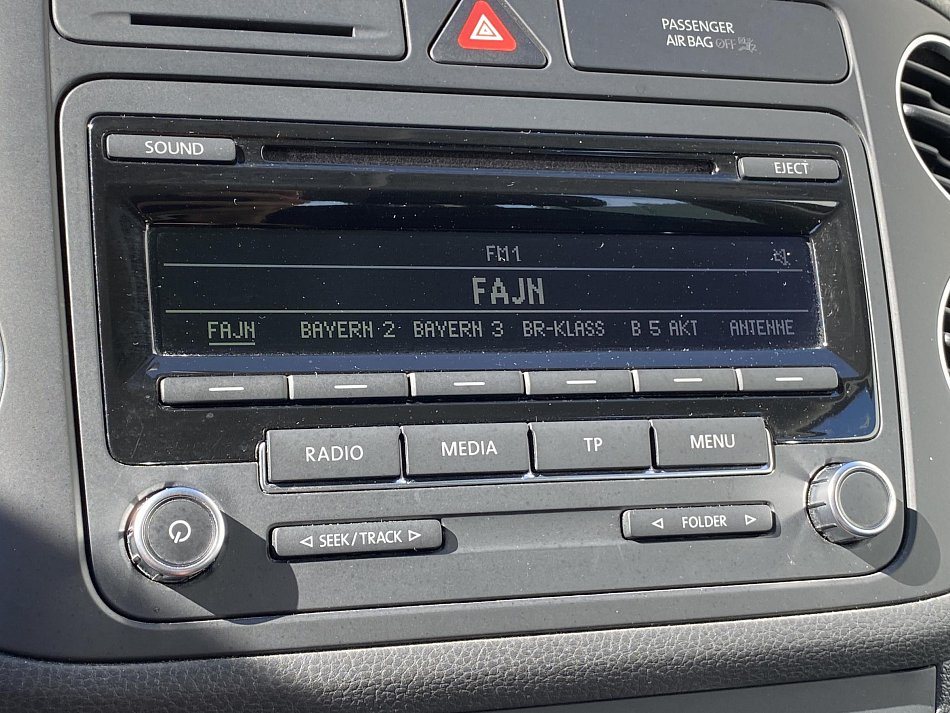 PASSENGER
AIR BAG OFF
SOUND
EJECT
FM1
FAJN
FAJN BAYERN 2 BAYERN 3 BR-KLASS B 5 AKT ANTENNE
RADIO MEDIA TP MENU
SEEK/TRACK FOLDER